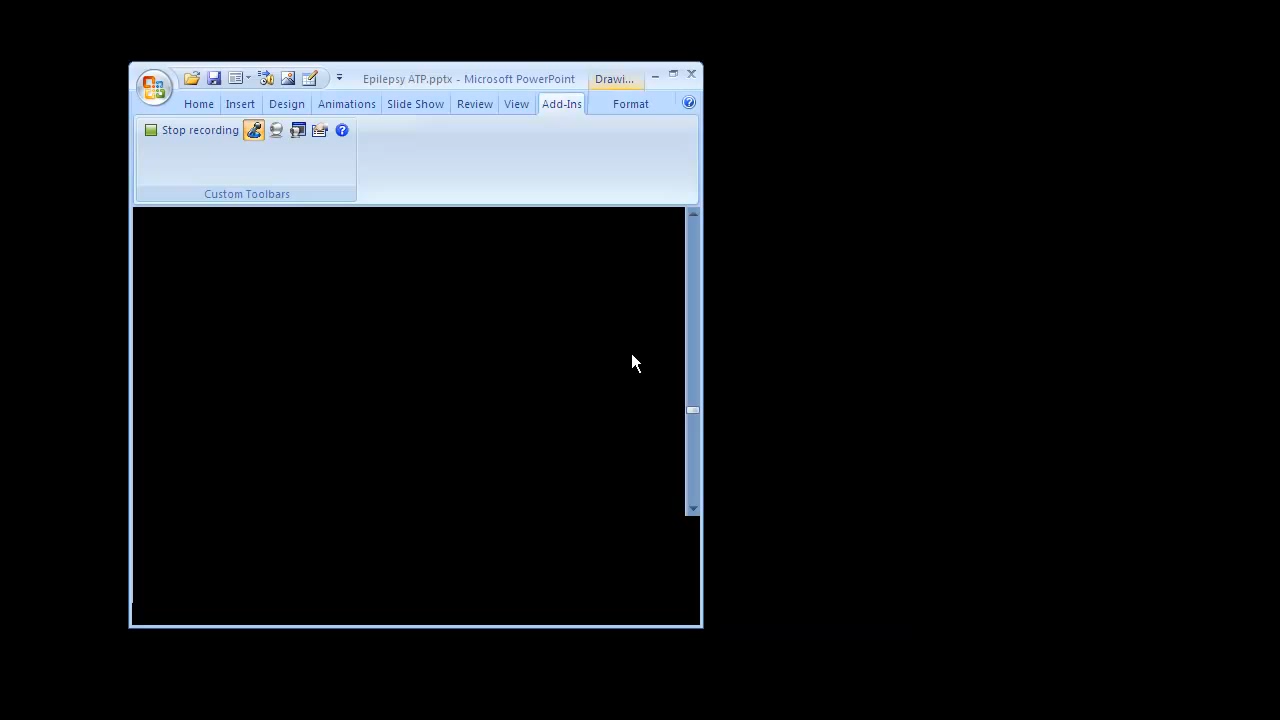 Epilepsy ATP.pptx - Microsoft PowerPoint
Drawi...
Home Insert Design Animations Slide Show Review View Add-Ins Format
Stop recording
Custom Toolbars